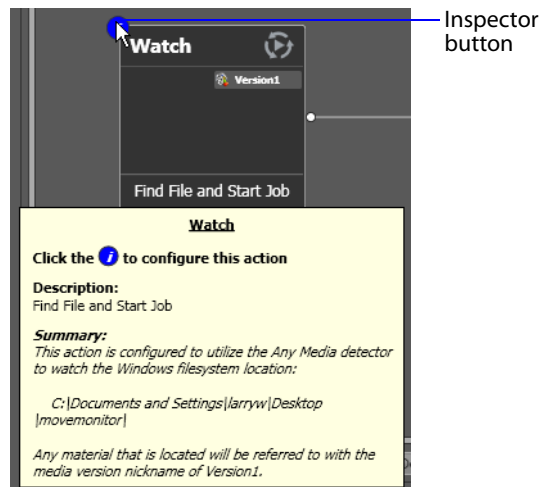 Inspector
button
Watch
Version1
Find File and Start Job
Watch
Click the i to configure this action
Description:
Find File and Start Job
Summary:
This action is configured to utilize the Any Media detector
to watch the Windows filesystem location:
C:|Documents and Settings|larryw|Desktop
|movemonitor|
Any material that is located will be referred to with the
media version nickname of Version1.